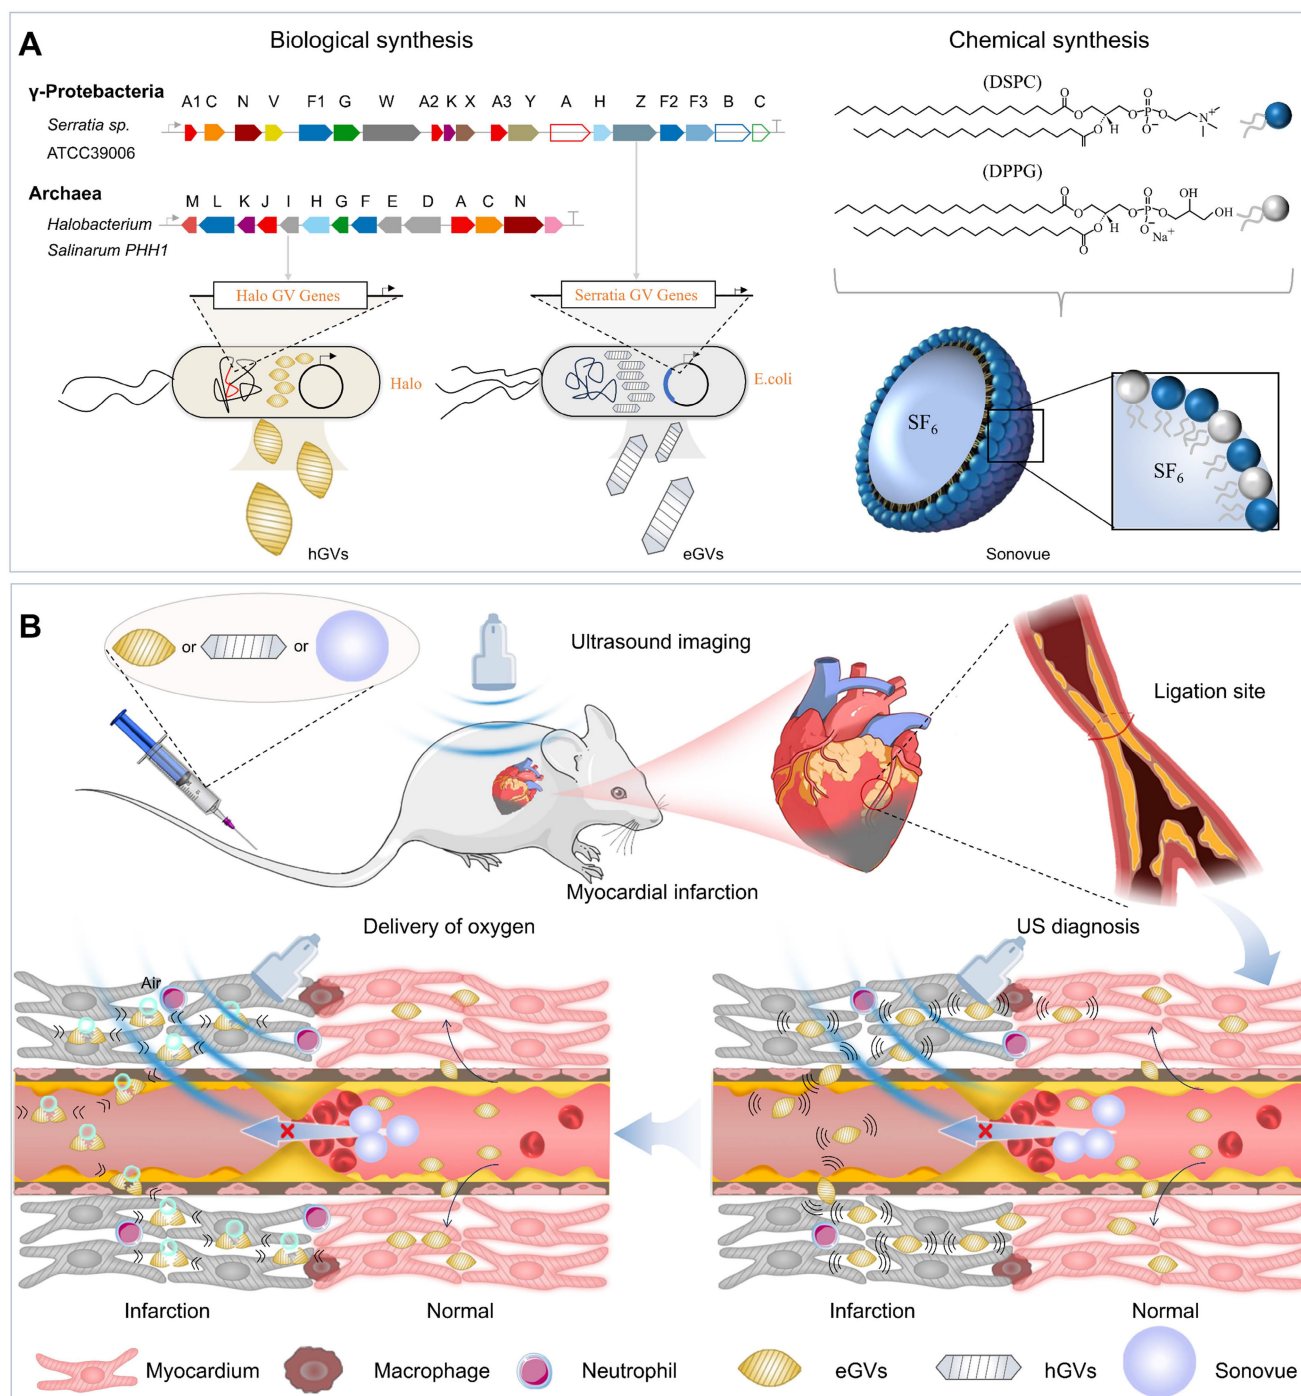 A
Biological synthesis
Chemical synthesis
γ-Protebacteria
A1 C N V F1 G W A2 K X A3 Y A H Z F2 F3 B C
Serratia sp.
ATCC39006
Archaea
M L K J I H G F E D A C N
Halobacterium
Salinarum PHH1
(DSPC)
O
O
O
O
P
O
O
O⁻
O
N⁺
H
(DPPG)
O
O
O
O
P
O
O
O⁻
Na⁺
O
H
OH
OH
Halo GV Genes
Serratia GV Genes
Halo
E.coli
hGVs
eGVs
SF₆
SF₆
Sonovue
B
or
or
Ultrasound imaging
Ligation site
Myocardial infarction
Delivery of oxygen
US diagnosis
Air
Infarction
Normal
Infarction
Normal
Myocardium
Macrophage
Neutrophil
eGVs
hGVs
Sonovue